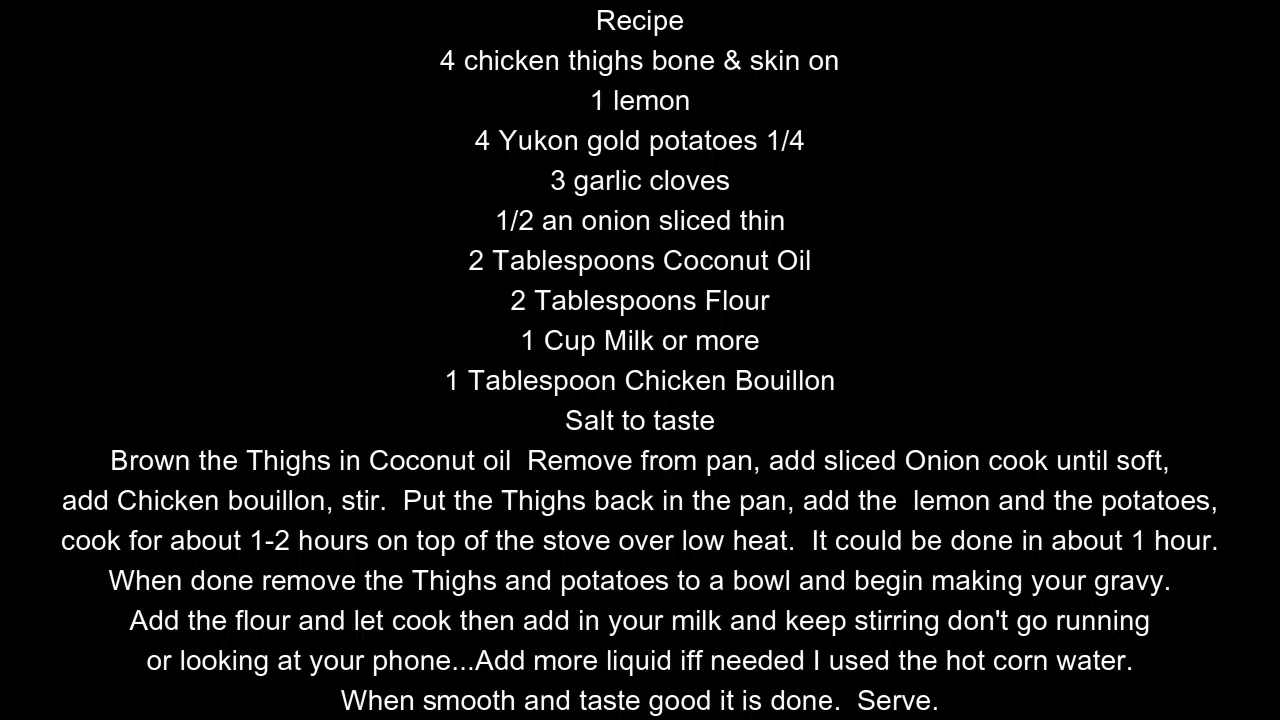 Recipe
4 chicken thighs bone & skin on
1 lemon
4 Yukon gold potatoes 1/4
3 garlic cloves
1/2 an onion sliced thin
2 Tablespoons Coconut Oil
2 Tablespoons Flour
1 Cup Milk or more
1 Tablespoon Chicken Bouillon
Salt to taste
Brown the Thighs in Coconut oil  Remove from pan, add sliced Onion cook until soft,
add Chicken bouillon, stir.  Put the Thighs back in the pan, add the  lemon and the potatoes,
cook for about 1-2 hours on top of the stove over low heat.  It could be done in about 1 hour.
When done remove the Thighs and potatoes to a bowl and begin making your gravy.
Add the flour and let cook then add in your milk and keep stirring don't go running
or looking at your phone...Add more liquid iff needed I used the hot corn water.
When smooth and taste good it is done.  Serve.